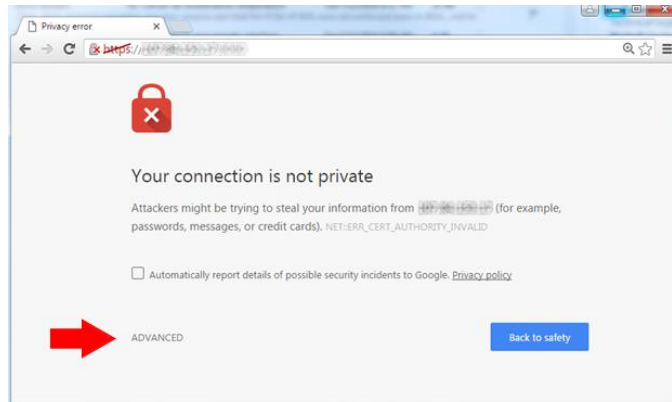 Privacy error
https://
Your connection is not private
Attackers might be trying to steal your information from (for example,
passwords, messages, or credit cards). NET::ERR_CERT_AUTHORITY_INVALID
Automatically report details of possible security incidents to Google. Privacy policy
ADVANCED
Back to safety